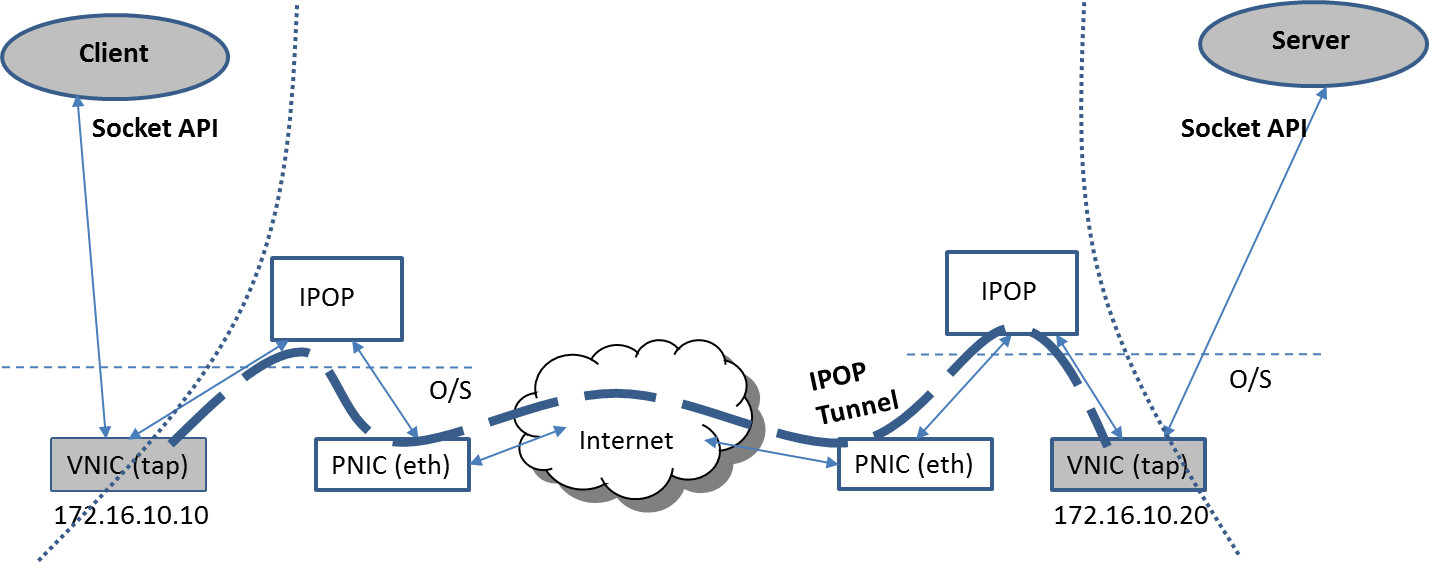 Client
Server
Socket API
Socket API
IPOP
IPOP
IPOP
Tunnel
O/S
O/S
Internet
VNIC (tap)
PNIC (eth)
PNIC (eth)
VNIC (tap)
172.16.10.10
172.16.10.20